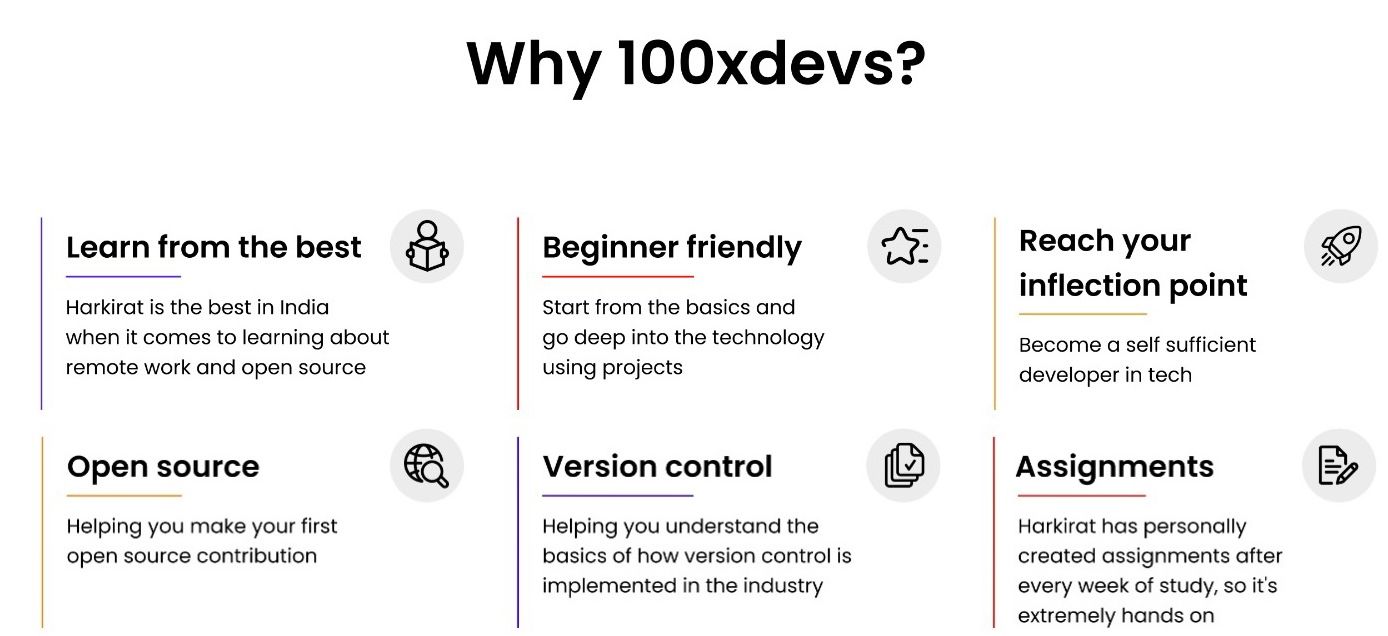 Why 100xdevs?
Learn from the best
Harkirat is the best in India
when it comes to learning about
remote work and open source
Beginner friendly
Start from the basics and
go deep into the technology
using projects
Reach your
inflection point
Become a self sufficient
developer in tech
Open source
Helping you make your first
open source contribution
Version control
Helping you understand the
basics of how version control is
implemented in the industry
Assignments
Harkirat has personally
created assignments after
every week of study, so it's
extremely hands on